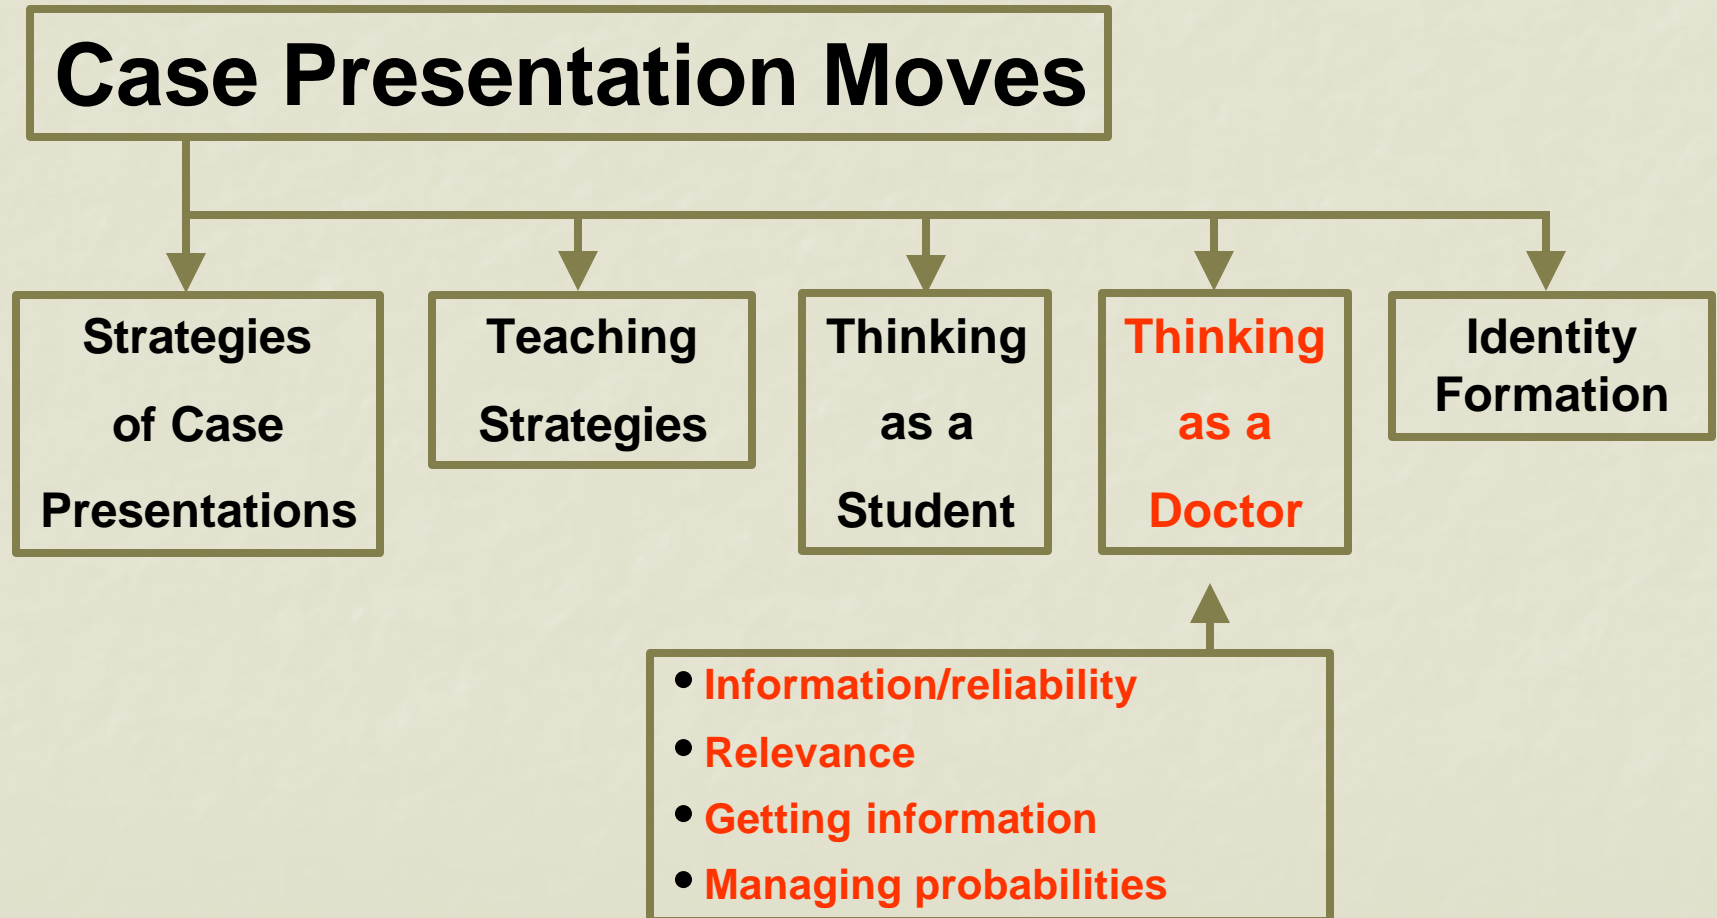 Case Presentation Moves
Strategies
of Case
Presentations
Teaching
Strategies
Thinking
as a
Student
Thinking
as a
Doctor
Identity
Formation
• Information/reliability
• Relevance
• Getting information
• Managing probabilities